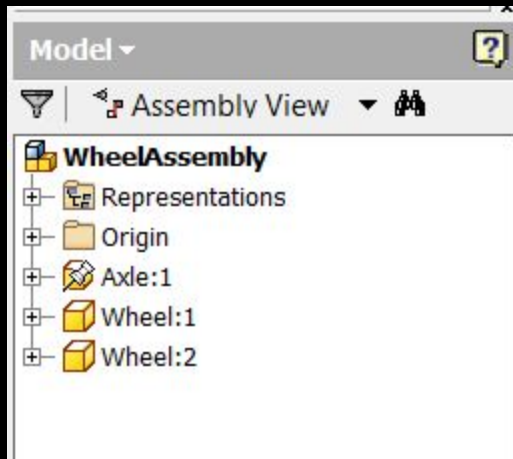 Model
Assembly View
WheelAssembly
Representations
Origin
Axle:1
Wheel:1
Wheel:2